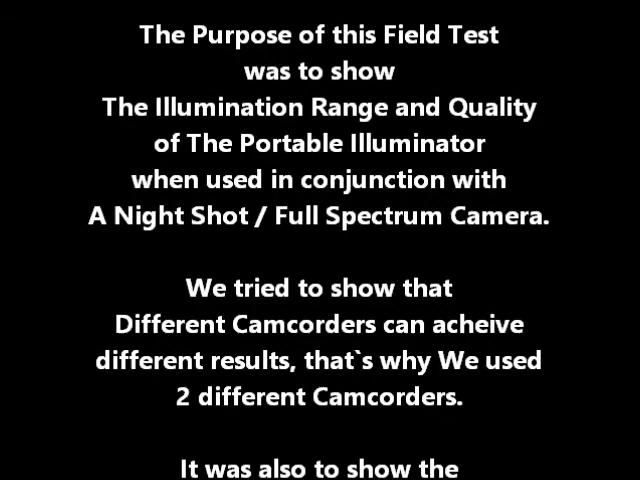 The Purpose of this Field Test
was to show
The Illumination Range and Quality
of The Portable Illuminator
when used in conjunction with
A Night Shot / Full Spectrum Camera.
We tried to show that
Different Camcorders can acheive
different results, that`s why We used
2 different Camcorders.
It was also to show the